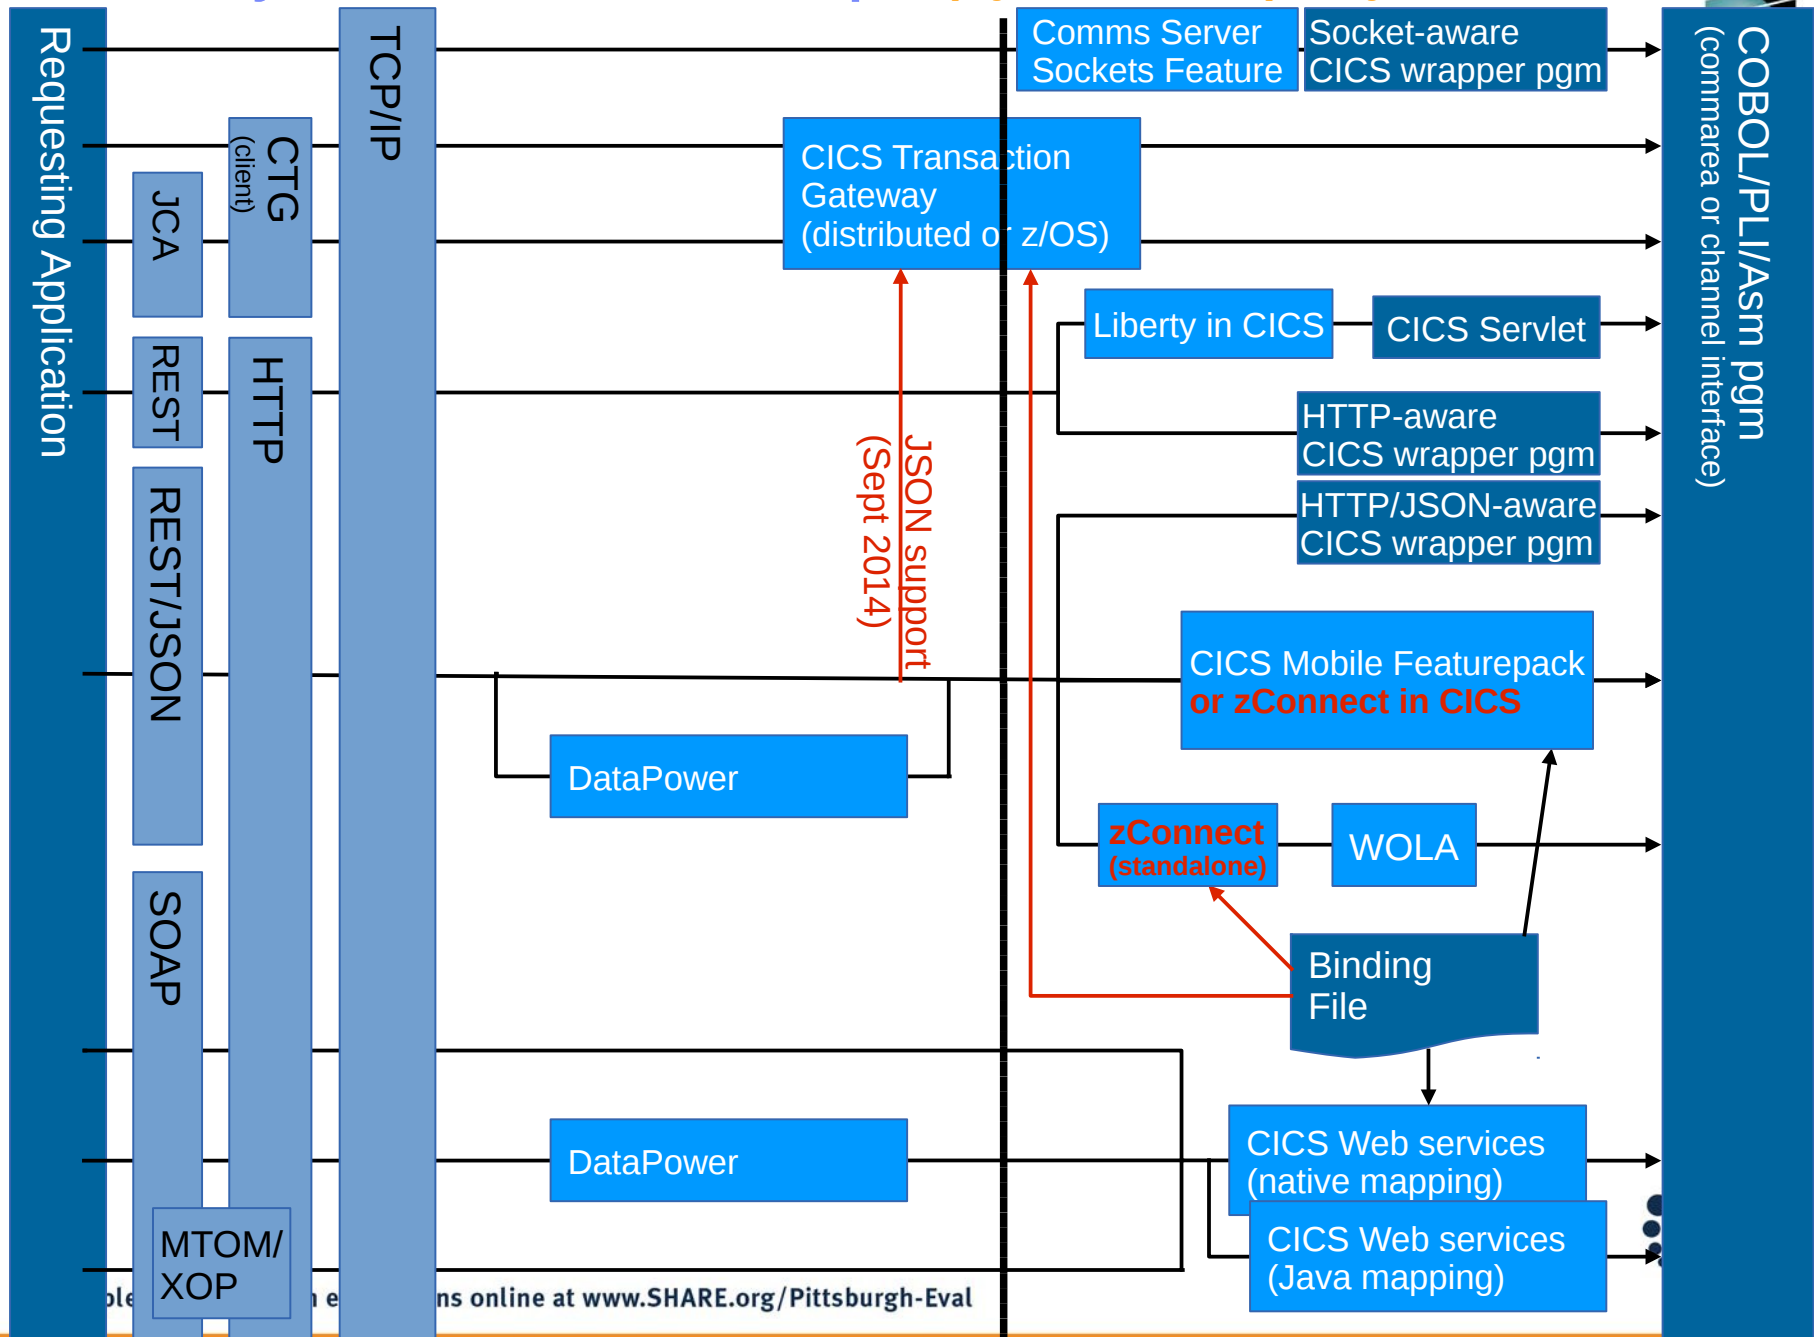 Requesting Application
JCA
REST
REST/JSON
SOAP
MTOM/
XOP
CTG
(client)
HTTP
TCP/IP
Comms Server
Sockets Feature
Socket-aware
CICS wrapper pgm
CICS Transaction
Gateway
(distributed or z/OS)
Liberty in CICS
CICS Servlet
HTTP-aware
CICS wrapper pgm
HTTP/JSON-aware
CICS wrapper pgm
JSON support
(Sept 2014)
CICS Mobile Featurepack
or zConnect in CICS
DataPower
zConnect
(standalone)
WOLA
Binding
File
DataPower
CICS Web services
(native mapping)
CICS Web services
(Java mapping)
COBOL/PLI/Asm pgm
(commarea or channel interface)
ns online at www.SHARE.org/Pittsburgh-Eval